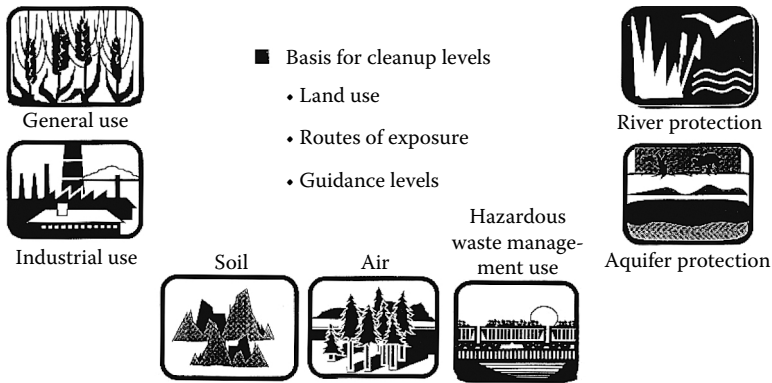 ■ Basis for cleanup levels
• Land use
• Routes of exposure
• Guidance levels
General use
Industrial use
River protection
Aquifer protection
Soil
Air
Hazardous
waste manage-
ment use